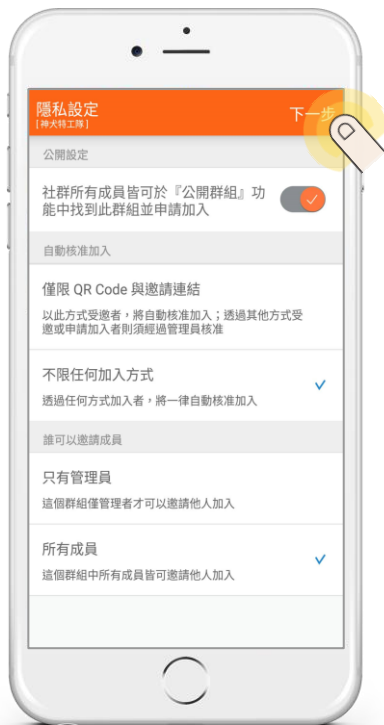 隱私設定
[神犬特工隊]
下一步
公開設定
社群所有成員皆可於『公開群組』功
能中找到此群組並申請加入
自動核准加入
僅限 QR Code 與邀請連結
以此方式受邀者，將自動核准加入；透過其他方式受
邀或申請加入者則須經過管理員核准
不限任何加入方式
透過任何方式加入者，將一律自動核准加入
誰可以邀請成員
只有管理員
這個群組僅管理者才可以邀請他人加入
所有成員
這個群組中所有成員皆可邀請他人加入